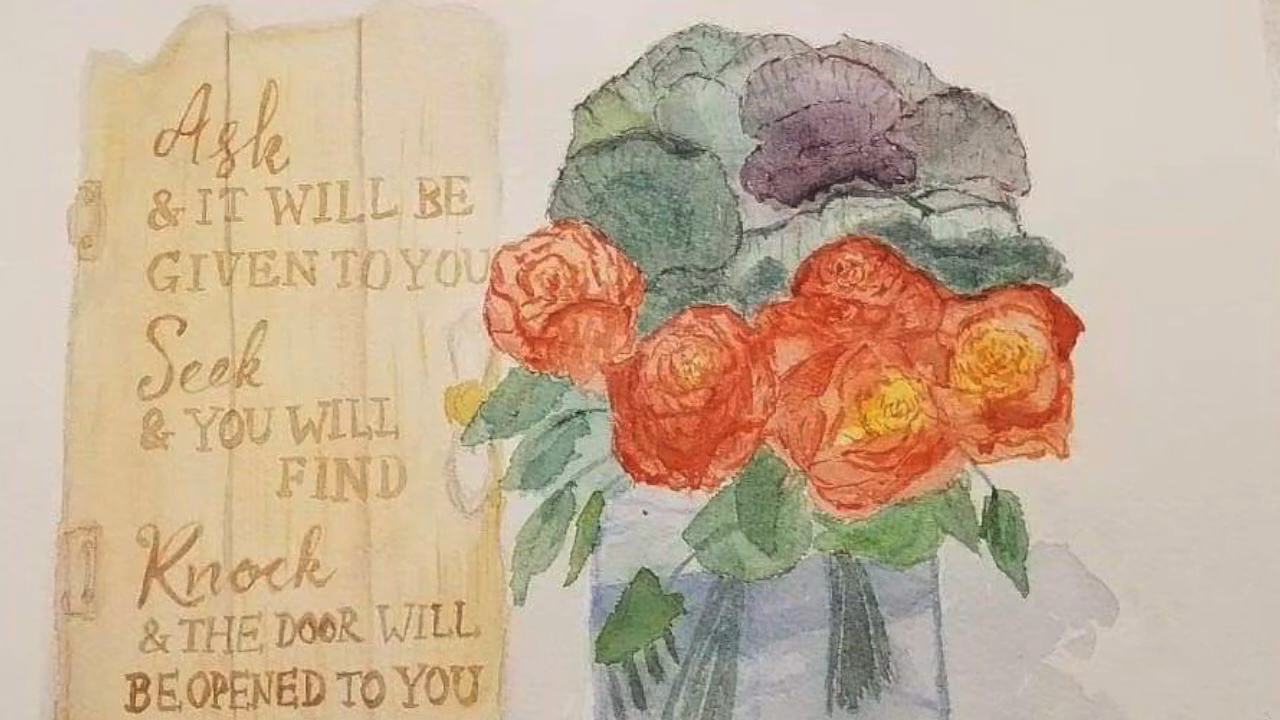 Ask
& IT WILL BE
GIVEN TO YOU
Seek
& YOU WILL
FIND
Knock
& THE DOOR WILL
BE OPENED TO YOU